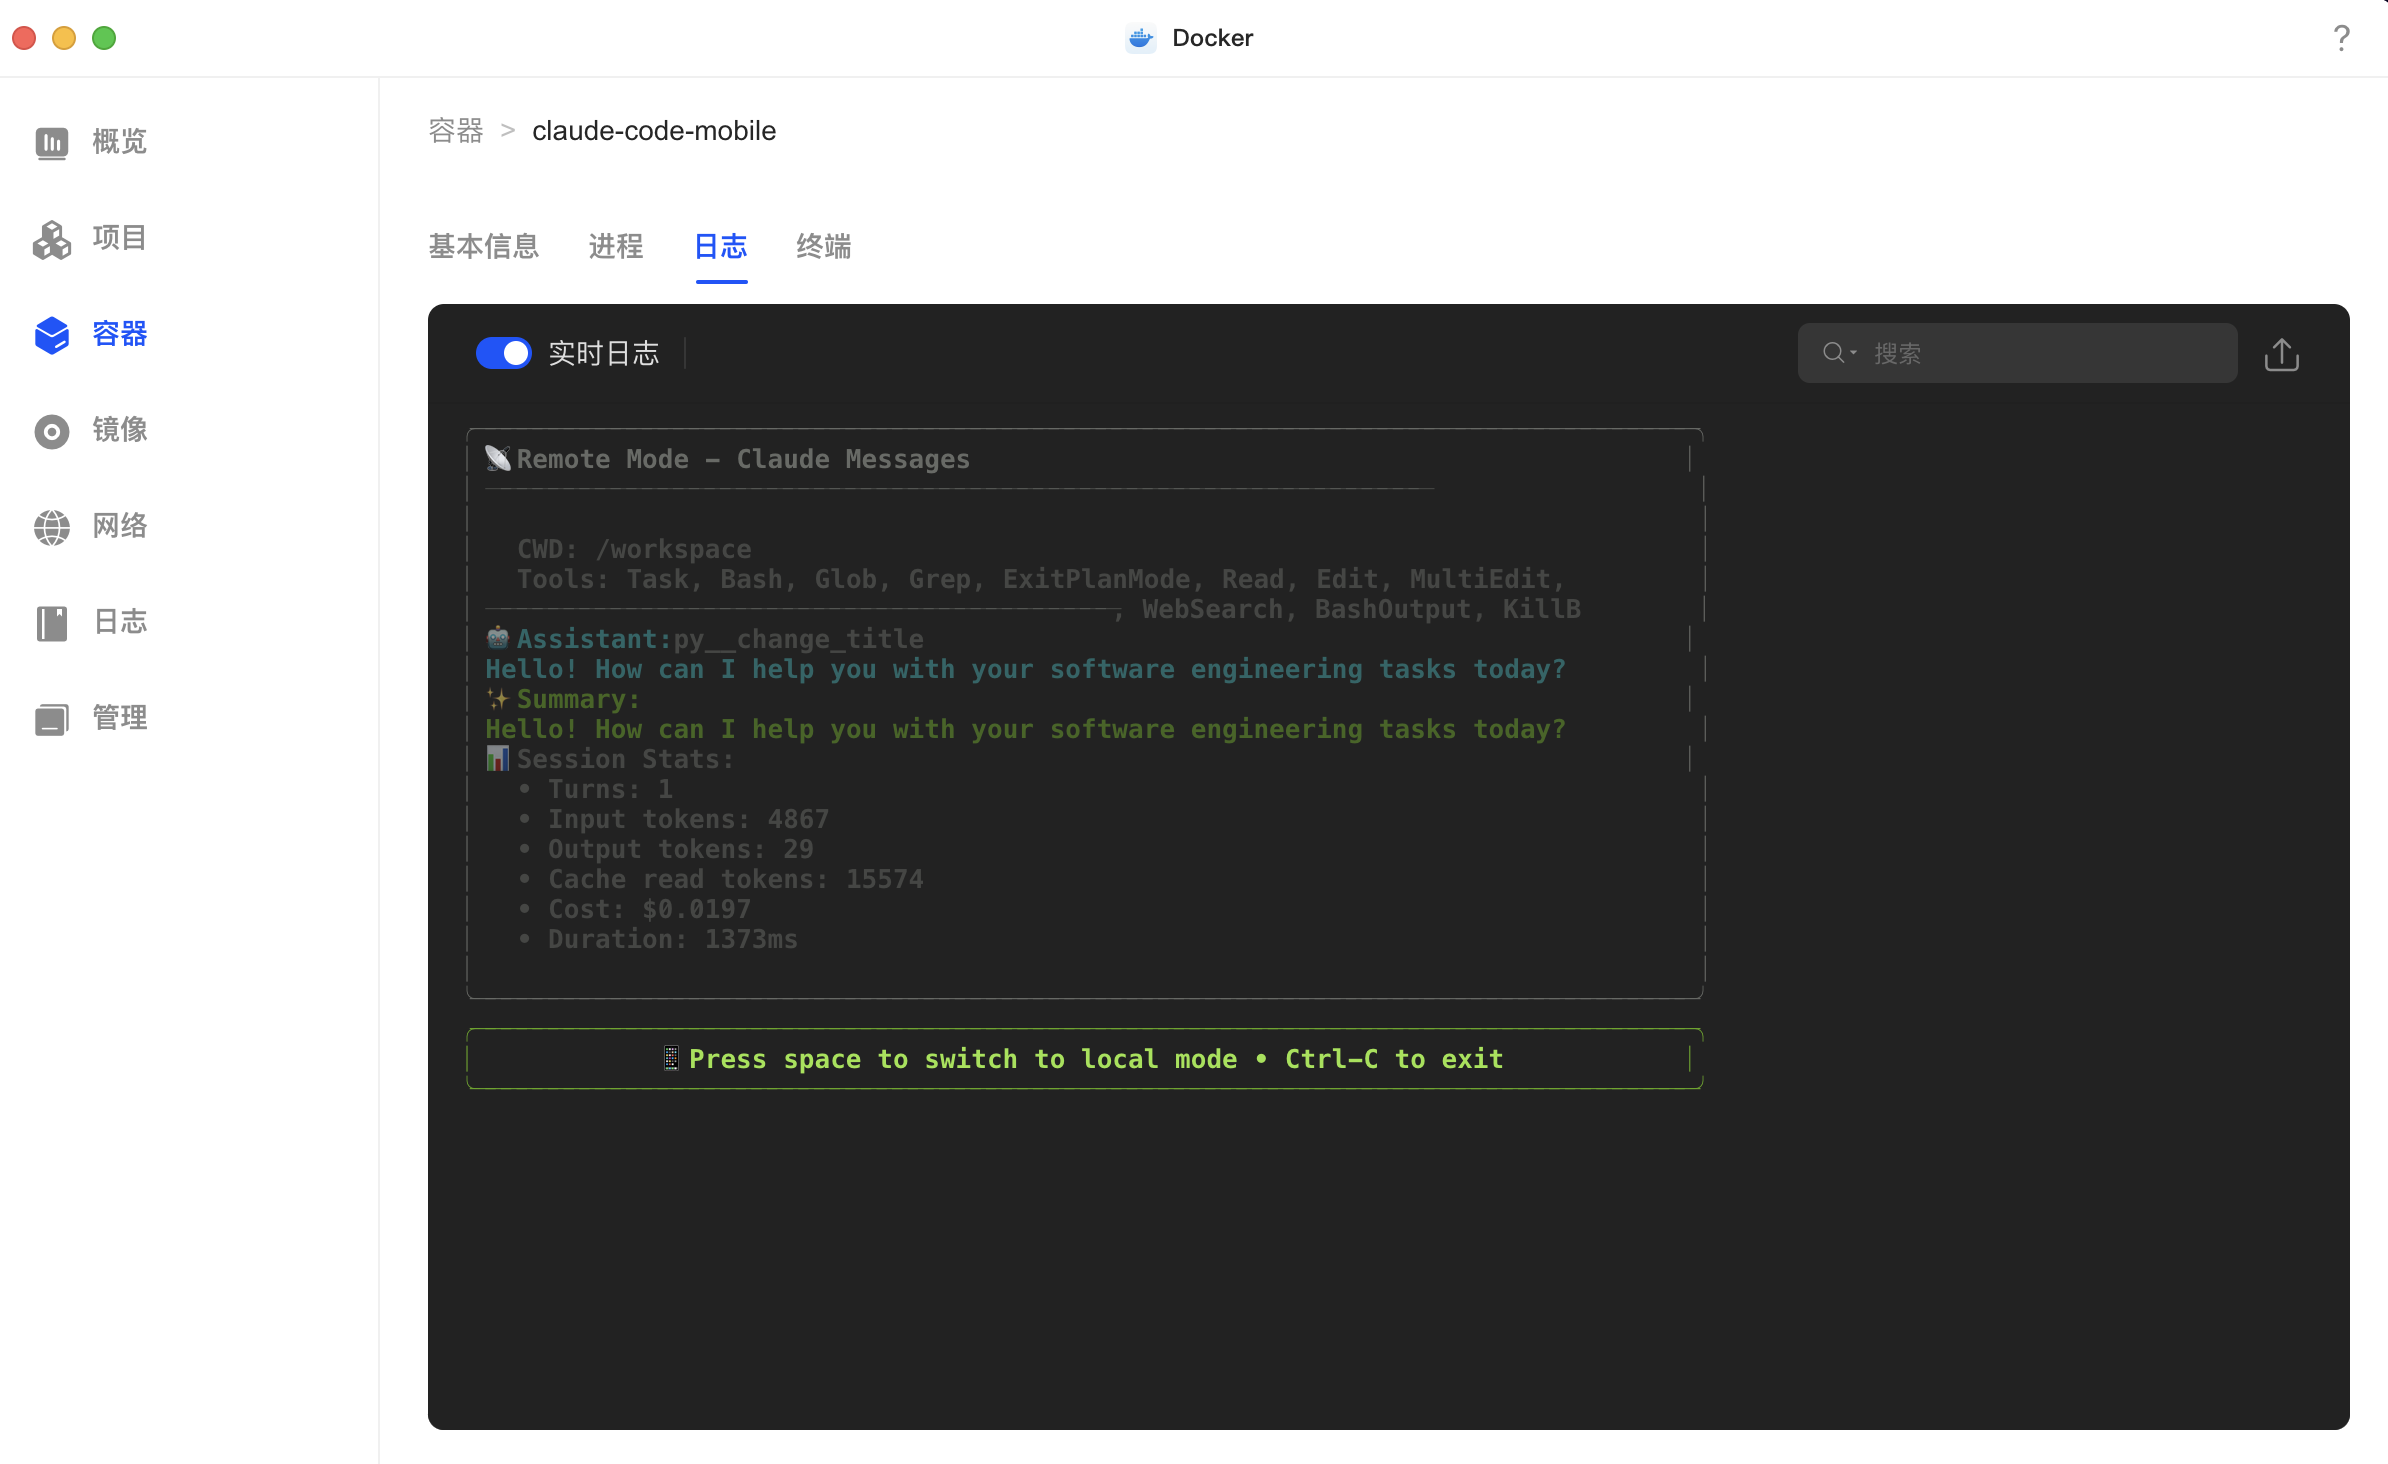 Docker
?
概览
项目
容器
镜像
网络
日志
管理
容器 > claude-code-mobile
基本信息 进程 日志 终端
实时日志 搜索
📡 Remote Mode - Claude Messages
CWD: /workspace
Tools: Task, Bash, Glob, Grep, ExitPlanMode, Read, Edit, MultiEdit,
, WebSearch, BashOutput, KillB
🤖 Assistant:py__change_title
Hello! How can I help you with your software engineering tasks today?
✨ Summary:
Hello! How can I help you with your software engineering tasks today?
📊 Session Stats:
• Turns: 1
• Input tokens: 4867
• Output tokens: 29
• Cache read tokens: 15574
• Cost: $0.0197
• Duration: 1373ms
📱 Press space to switch to local mode • Ctrl-C to exit